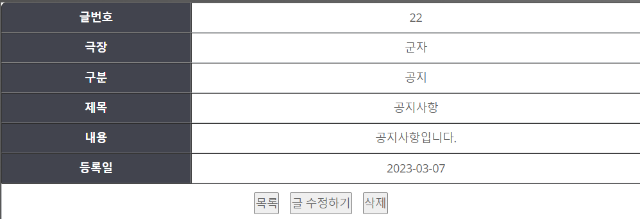 글번호 22
극장 군자
구분 공지
제목 공지사항
내용 공지사항입니다.
등록일 2023-03-07
목록 글 수정하기 삭제